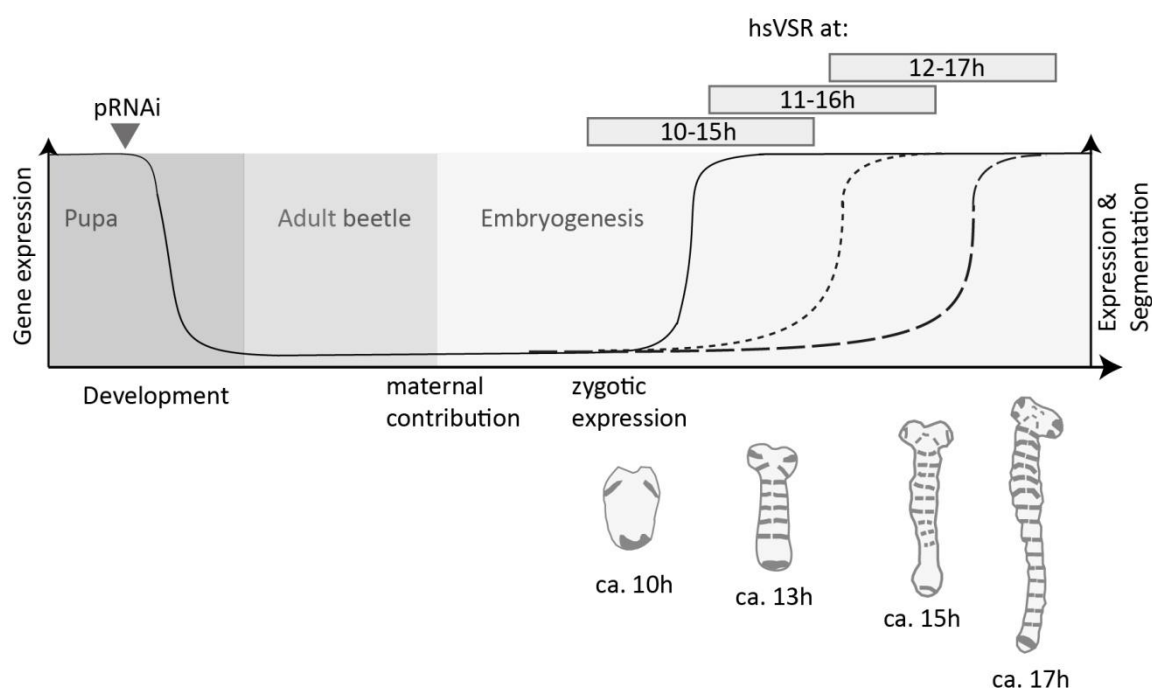 hsVSR at:
12-17h
11-16h
10-15h
pRNAi
Gene expression
Pupa
Adult beetle
Embryogenesis
Expression &
Segmentation
Development
maternal
contribution
zygotic
expression
ca. 10h
ca. 13h
ca. 15h
ca. 17h